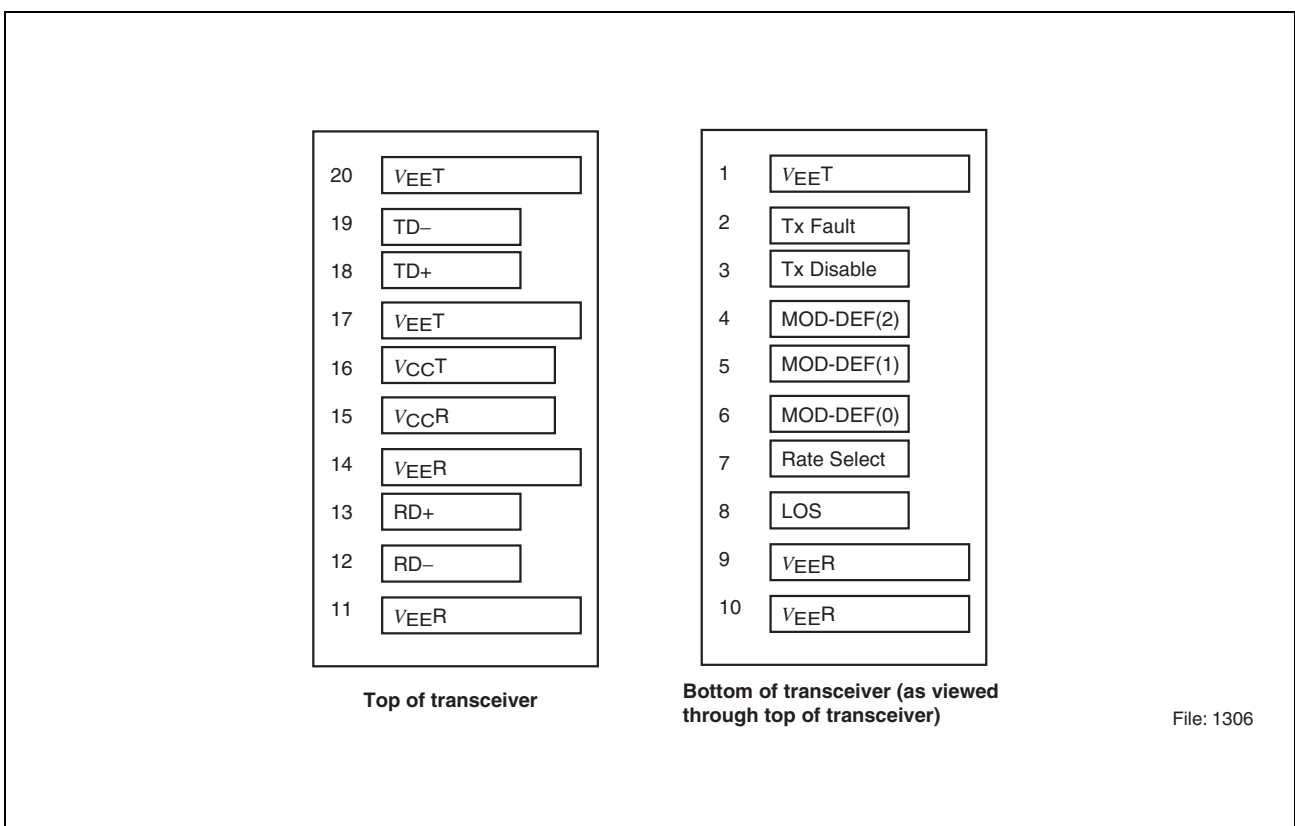 20 VEET
19 TD–
18 TD+
17 VEET
16 VCCT
15 VCCR
14 VEER
13 RD+
12 RD–
11 VEER
Top of transceiver
1 VEET
2 Tx Fault
3 Tx Disable
4 MOD-DEF(2)
5 MOD-DEF(1)
6 MOD-DEF(0)
7 Rate Select
8 LOS
9 VEER
10 VEER
Bottom of transceiver (as viewed
through top of transceiver)
File: 1306